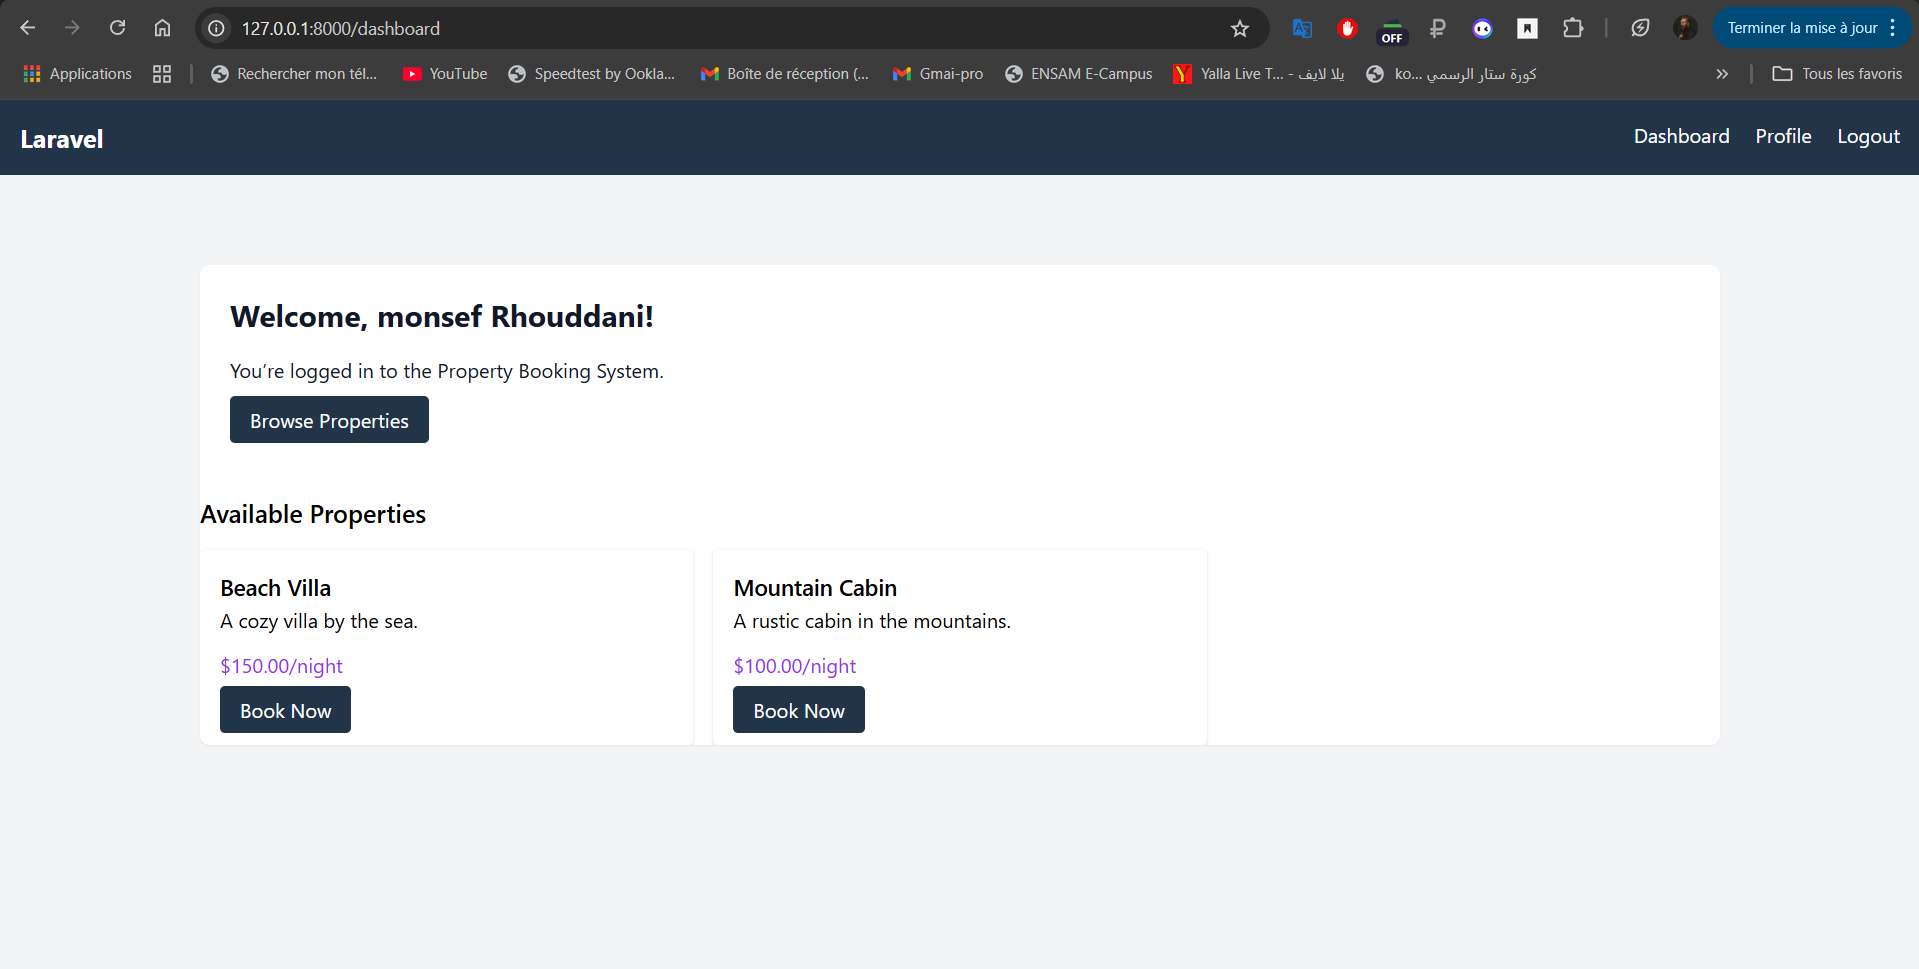 127.0.0.1:8000/dashboard
OFF
Terminer la mise à jour
Applications
Rechercher mon tél...
YouTube
Speedtest by Ookla...
Boîte de réception (...
Gmai-pro
ENSAM E-Campus
Yalla Live T... - يلا لايف
ko... كورة ستار الرسمي
»
Tous les favoris
Laravel
Dashboard
Profile
Logout
Welcome, monsef Rhouddani!
You’re logged in to the Property Booking System.
Browse Properties
Available Properties
Beach Villa
A cozy villa by the sea.
$150.00/night
Book Now
Mountain Cabin
A rustic cabin in the mountains.
$100.00/night
Book Now